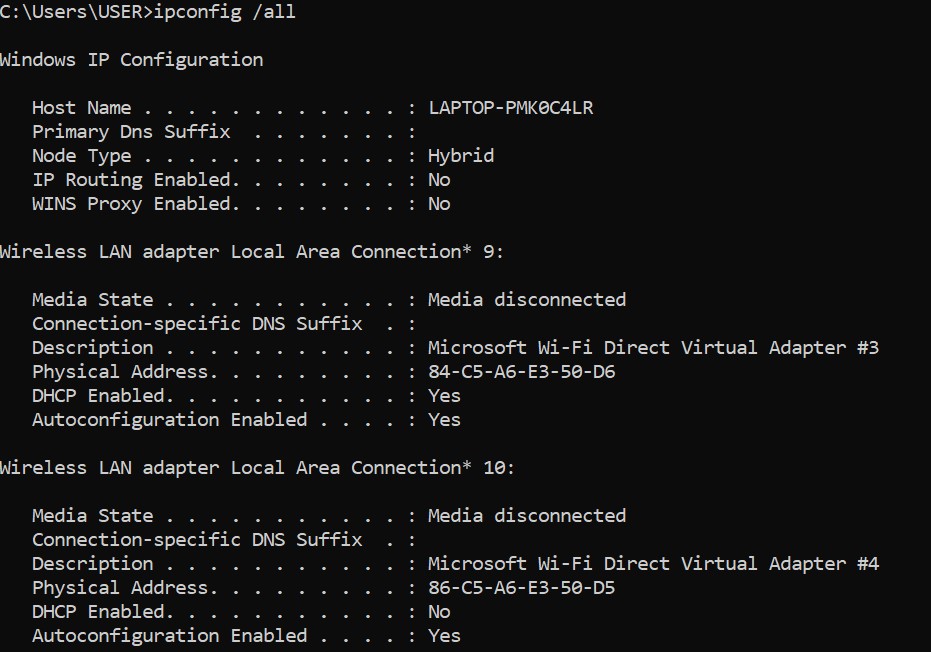 C:\Users\USER>ipconfig /all
Windows IP Configuration
Host Name . . . . . . . . . . . . : LAPTOP-PMK0C4LR
Primary Dns Suffix  . . . . . . . :
Node Type . . . . . . . . . . . . : Hybrid
IP Routing Enabled. . . . . . . . : No
WINS Proxy Enabled. . . . . . . . : No
Wireless LAN adapter Local Area Connection* 9:
Media State . . . . . . . . . . . : Media disconnected
Connection-specific DNS Suffix  . :
Description . . . . . . . . . . . : Microsoft Wi-Fi Direct Virtual Adapter #3
Physical Address. . . . . . . . . : 84-C5-A6-E3-50-D6
DHCP Enabled. . . . . . . . . . . : Yes
Autoconfiguration Enabled . . . . : Yes
Wireless LAN adapter Local Area Connection* 10:
Media State . . . . . . . . . . . : Media disconnected
Connection-specific DNS Suffix  . :
Description . . . . . . . . . . . : Microsoft Wi-Fi Direct Virtual Adapter #4
Physical Address. . . . . . . . . : 86-C5-A6-E3-50-D5
DHCP Enabled. . . . . . . . . . . : No
Autoconfiguration Enabled . . . . : Yes